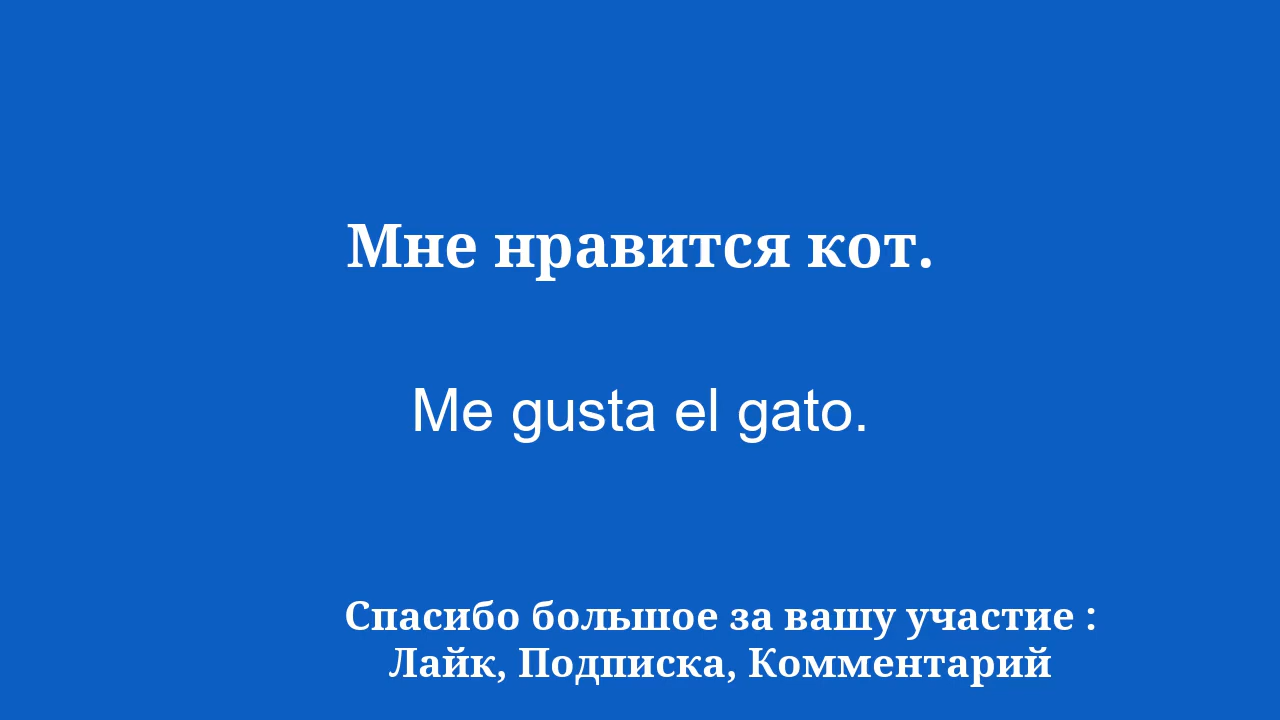 Мне нравится кот.
Me gusta el gato.
Спасибо большое за вашу участие :
Лайк, Подписка, Комментарий